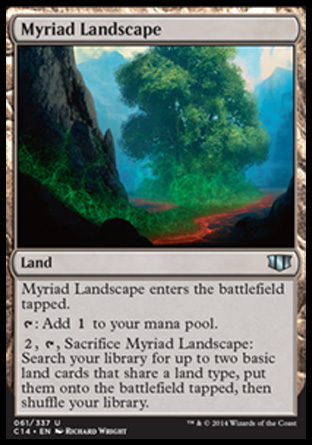 Myriad Landscape
Land
Myriad Landscape enters the battlefield
tapped.
: Add 1 to your mana pool.
2, , Sacrifice Myriad Landscape:
Search your library for up to two basic
land cards that share a land type, put
them onto the battlefield tapped, then
shuffle your library.
061/337 U
C14 • EN RICHARD WRIGHT
™ & © 2014 Wizards of the Coast